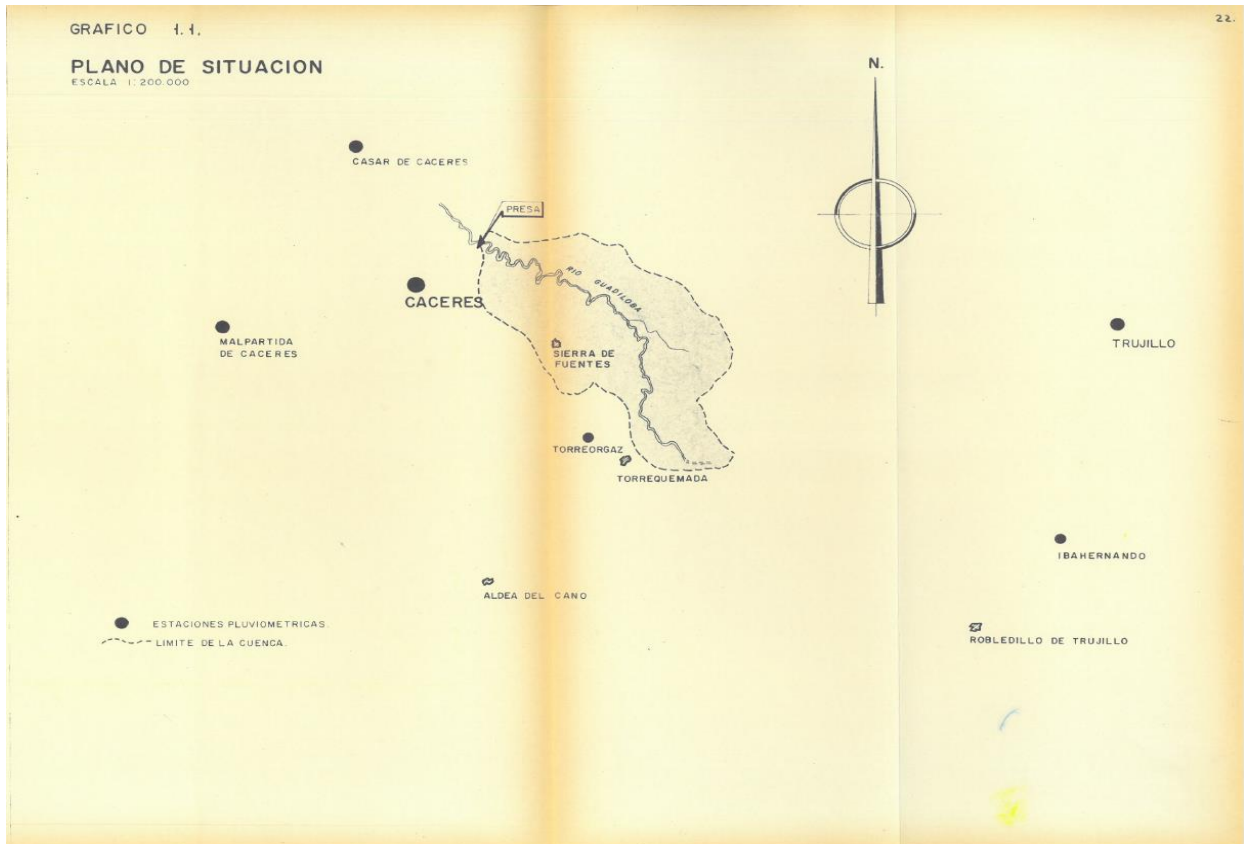 GRAFICO 1.1.
22.
PLANO DE SITUACION
ESCALA 1:200.000
N.
CASAR DE CACERES
PRESA
RIO GUADILOBA
CACERES
MALPARTIDA
DE CACERES
SIERRA DE
FUENTES
TRUJILLO
TORREORGAZ
TORREQUEMADA
IBAHERNANDO
ALDEA DEL CANO
ESTACIONES PLUVIOMETRICAS.
LIMITE DE LA CUENCA.
ROBLEDILLO DE TRUJILLO